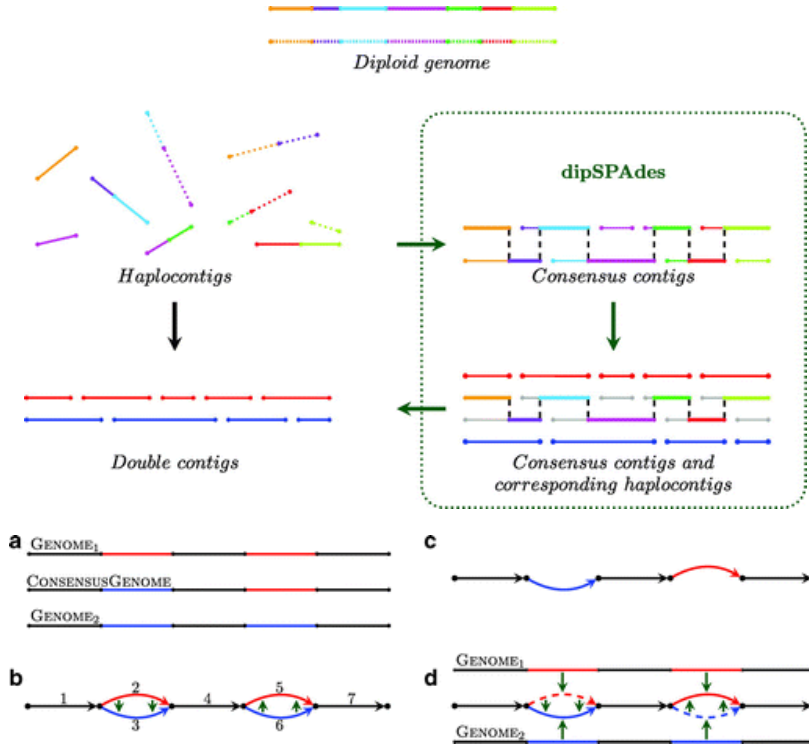 Diploid genome
dipSPAdes
Haplocontigs
Consensus contigs
Double contigs
Consensus contigs and
corresponding haplocontigs
a
GENOME1
CONSENSUSGENOME
GENOME2
b
1
2
3
4
5
6
7
c
d
GENOME1
GENOME2